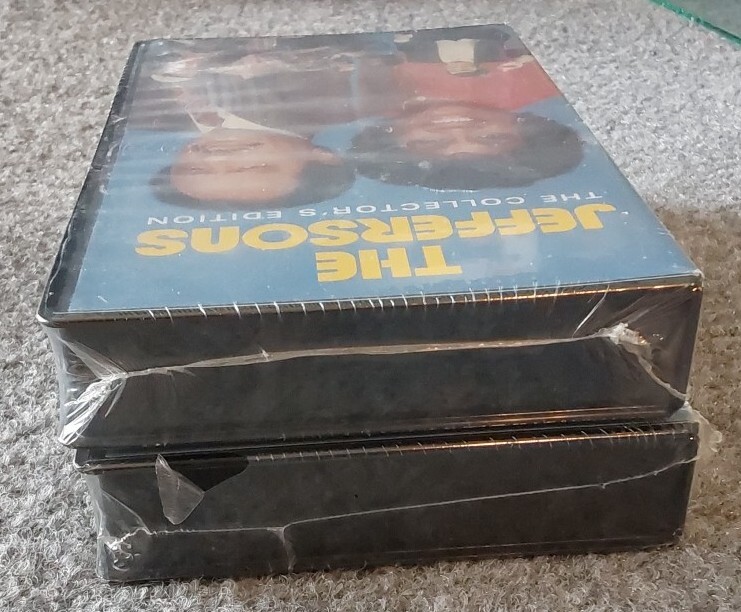 THE
JEFFERSONS
THE COLLECTOR'S EDITION